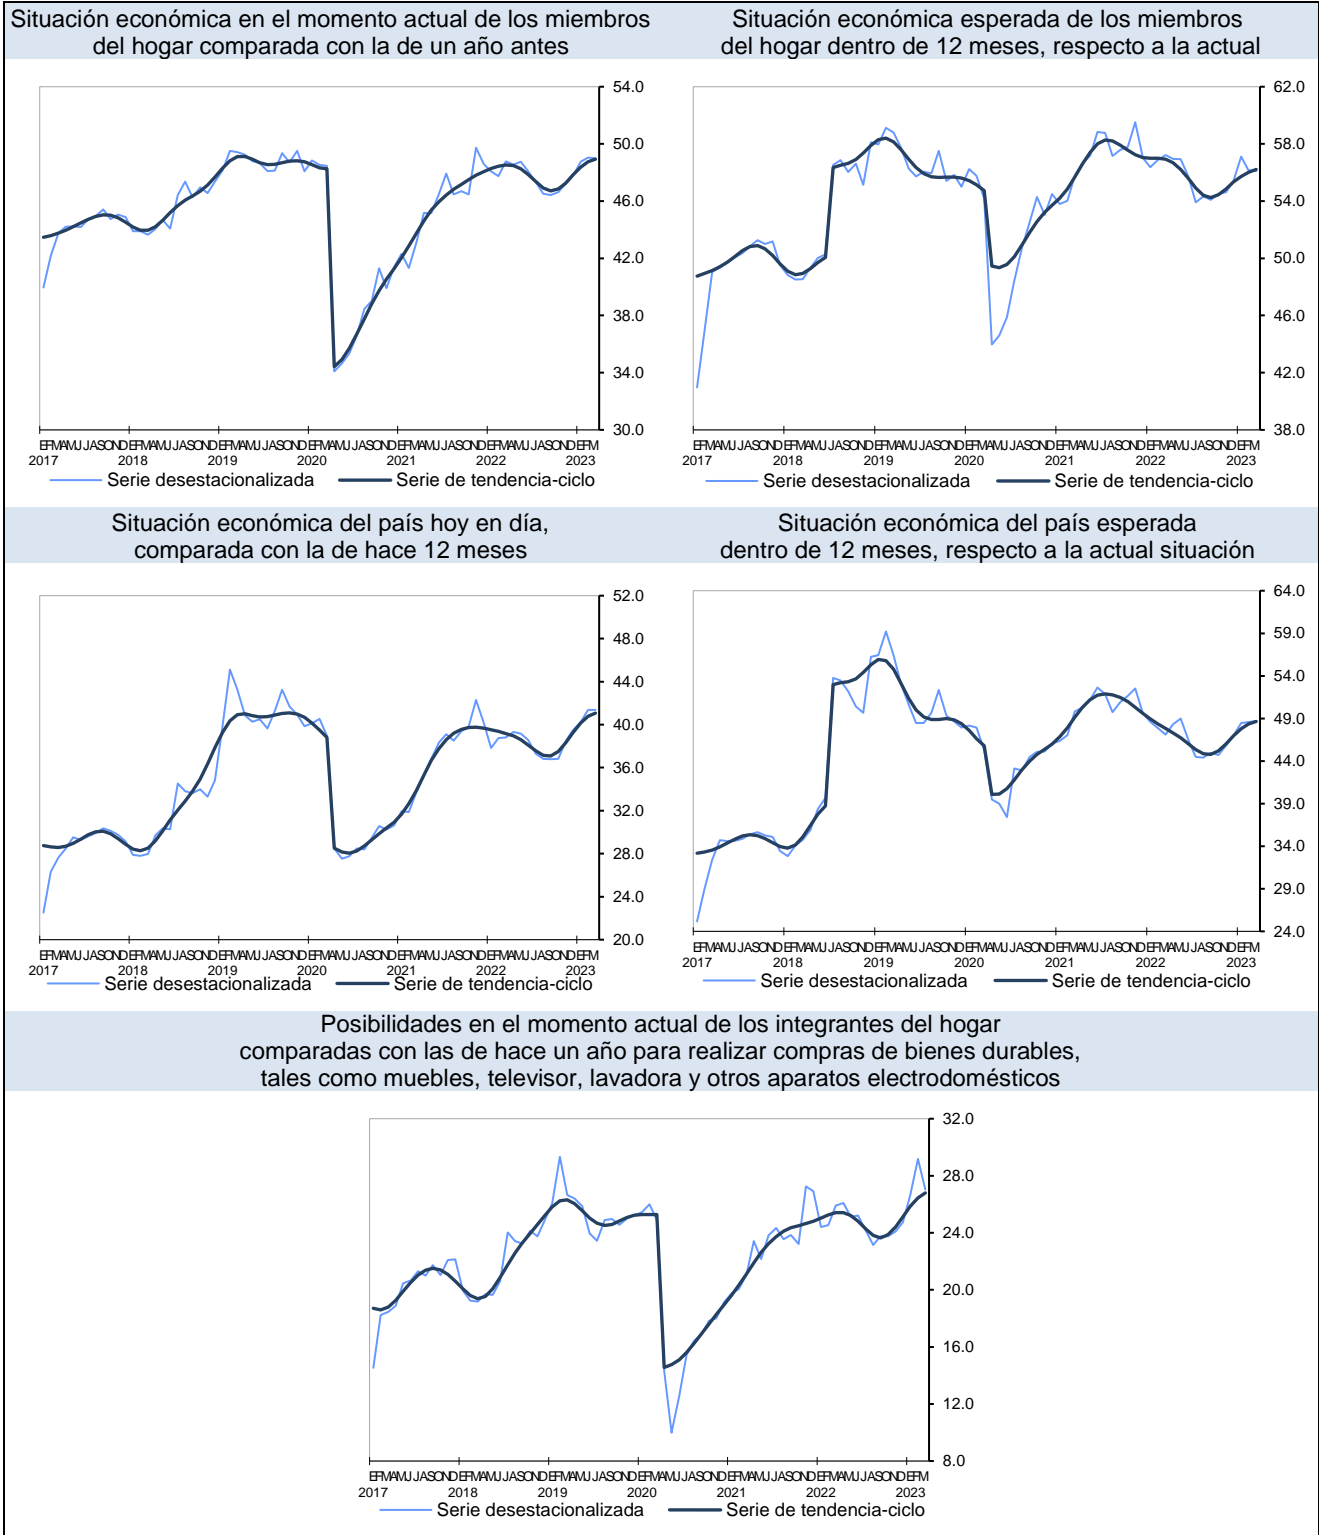 Situación económica en el momento actual de los miembros
del hogar comparada con la de un año antes
54.0
50.0
46.0
42.0
38.0
34.0
30.0
EFMAMJJASONDEFMAMJJASONDEFMAMJJASONDEFMAMJJASONDEFMAMJJASONDEFMAMJJASONDEFM
2017 2018 2019 2020 2021 2022 2023
Serie desestacionalizada Serie de tendencia-ciclo
Situación económica esperada de los miembros
del hogar dentro de 12 meses, respecto a la actual
62.0
58.0
54.0
50.0
46.0
42.0
38.0
EFMAMJJASONDEFMAMJJASONDEFMAMJJASONDEFMAMJJASONDEFMAMJJASONDEFMAMJJASONDEFM
2017 2018 2019 2020 2021 2022 2023
Serie desestacionalizada Serie de tendencia-ciclo
Situación económica del país hoy en día,
comparada con la de hace 12 meses
52.0
48.0
44.0
40.0
36.0
32.0
28.0
24.0
20.0
EFMAMJJASONDEFMAMJJASONDEFMAMJJASONDEFMAMJJASONDEFMAMJJASONDEFMAMJJASONDEFM
2017 2018 2019 2020 2021 2022 2023
Serie desestacionalizada Serie de tendencia-ciclo
Situación económica del país esperada
dentro de 12 meses, respecto a la actual situación
64.0
59.0
54.0
49.0
44.0
39.0
34.0
29.0
24.0
EFMAMJJASONDEFMAMJJASONDEFMAMJJASONDEFMAMJJASONDEFMAMJJASONDEFMAMJJASONDEFM
2017 2018 2019 2020 2021 2022 2023
Serie desestacionalizada Serie de tendencia-ciclo
Posibilidades en el momento actual de los integrantes del hogar
comparadas con las de hace un año para realizar compras de bienes durables,
tales como muebles, televisor, lavadora y otros aparatos electrodomésticos
32.0
28.0
24.0
20.0
16.0
12.0
8.0
EFMAMJJASONDEFMAMJJASONDEFMAMJJASONDEFMAMJJASONDEFMAMJJASONDEFMAMJJASONDEFM
2017 2018 2019 2020 2021 2022 2023
Serie desestacionalizada Serie de tendencia-ciclo